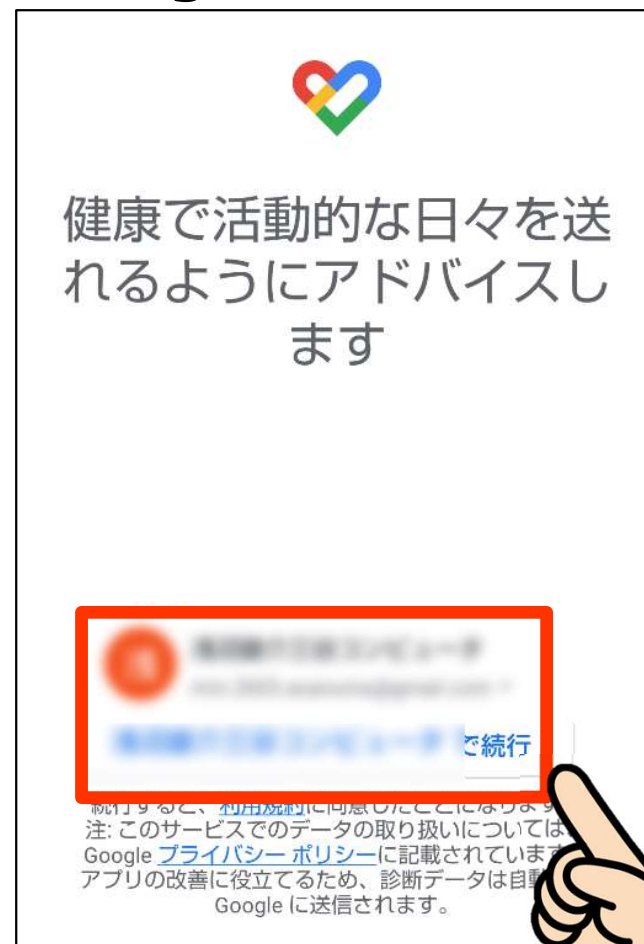 健康で活動的な日々を送
れるようにアドバイスし
ます
で続行
続行すると、利用規約に同意したことになります
注: このサービスでのデータの取り扱いについては、
Google プライバシー ポリシーに記載されています
アプリの改善に役立てるため、診断データは自
Google に送信されます。